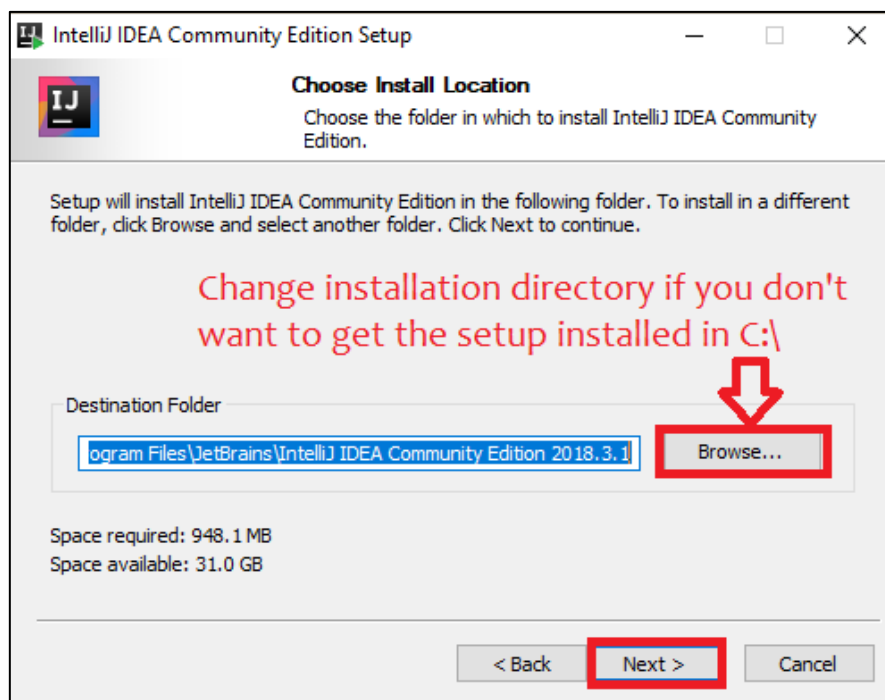 IntelliJ IDEA Community Edition Setup
IJ
Choose Install Location
Choose the folder in which to install IntelliJ IDEA Community
Edition.
Setup will install IntelliJ IDEA Community Edition in the following folder. To install in a different
folder, click Browse and select another folder. Click Next to continue.
Change installation directory if you don't
want to get the setup installed in C:\
Destination Folder
ogram Files\JetBrains\IntelliJ IDEA Community Edition 2018.3.1
Browse...
Space required: 948.1 MB
Space available: 31.0 GB
< Back
Next >
Cancel